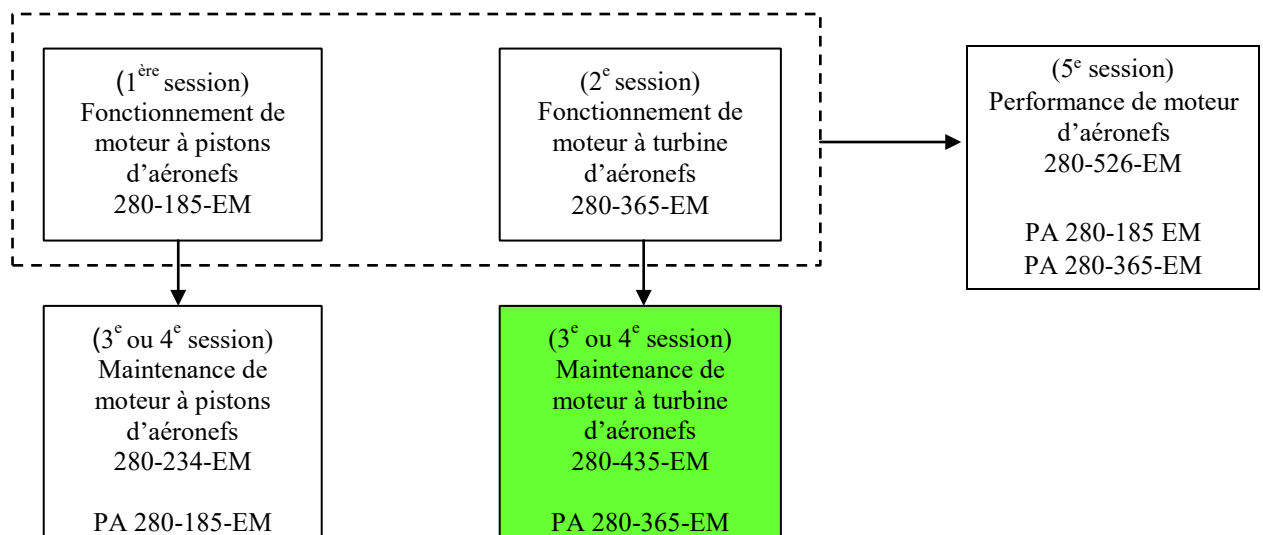 (1ère session)
Fonctionnement de
moteur à pistons
d’aéronefs
280-185-EM
(2e session)
Fonctionnement de
moteur à turbine
d’aéronefs
280-365-EM
(5e session)
Performance de moteur
d’aéronefs
280-526-EM
PA 280-185 EM
PA 280-365-EM
(3e ou 4e session)
Maintenance de
moteur à pistons
d’aéronefs
280-234-EM
PA 280-185-EM
(3e ou 4e session)
Maintenance de
moteur à turbine
d’aéronefs
280-435-EM
PA 280-365-EM